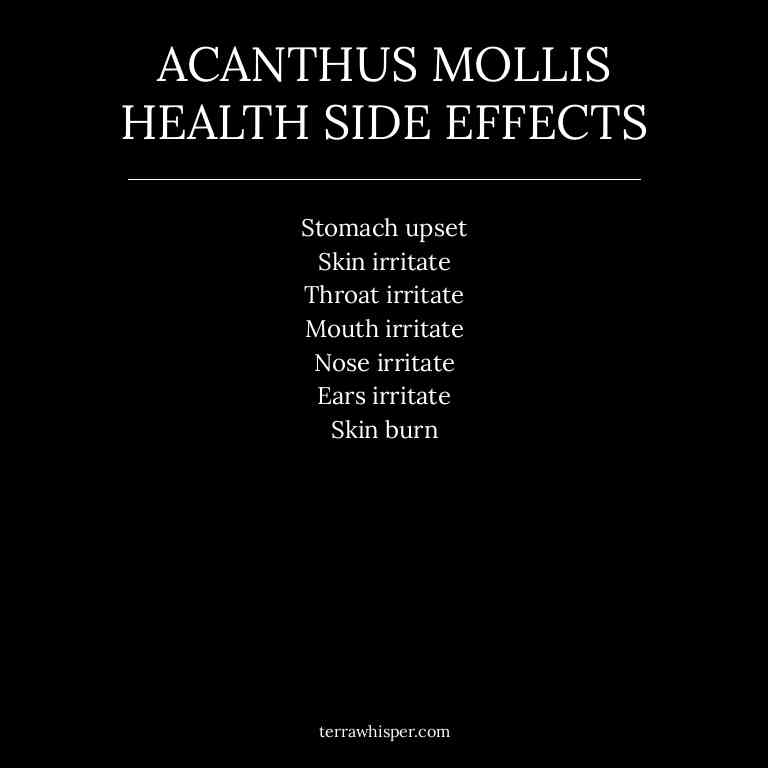 ACANTHUS MOLLIS
HEALTH SIDE EFFECTS
Stomach upset
Skin irritate
Throat irritate
Mouth irritate
Nose irritate
Ears irritate
Skin burn
terrawhisper.com